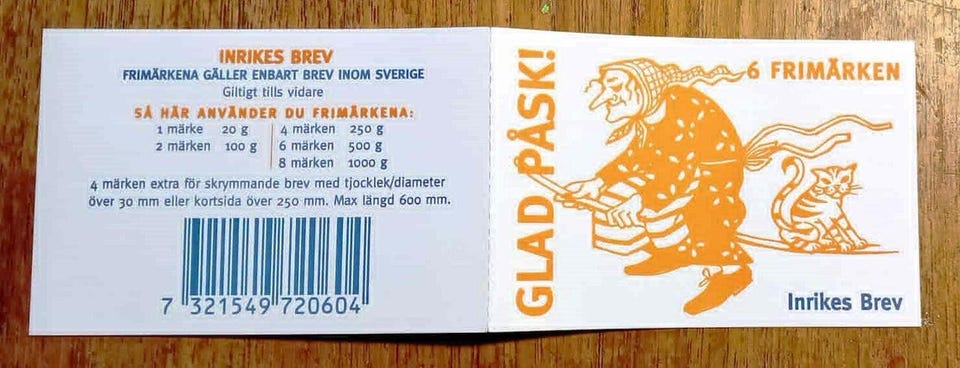 INRIKES BREV
FRIMÄRKENA GÄLLER ENBART BREV INOM SVERIGE
Giltigt tills vidare
SÅ HÄR ANVÄNDER DU FRIMÄRKENA:
1 märke 20 g
2 märken 100 g
4 märken 250 g
6 märken 500 g
8 märken 1000 g
4 märken extra för skrymmande brev med tjocklek/diameter
över 30 mm eller kortsida över 250 mm. Max längd 600 mm.
7 321549 720604
GLAD PÅSK!
6 FRIMÄRKEN
Inrikes Brev